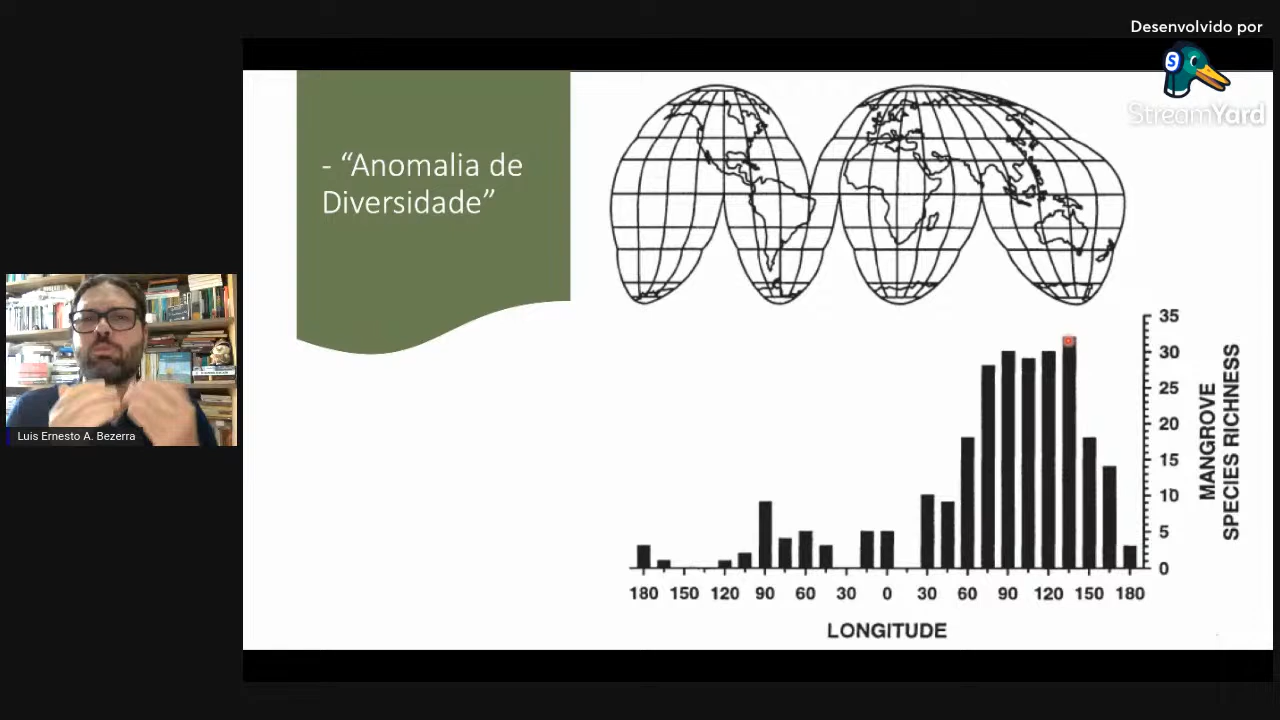 Desenvolvido por
S
StreamYard
- “Anomalia de
Diversidade”
Luis Ernesto A. Bezerra
35
30
25
20
15
10
5
0
MANGROVE
SPECIES RICHNESS
180 150 120 90 60 30 0 30 60 90 120 150 180
LONGITUDE